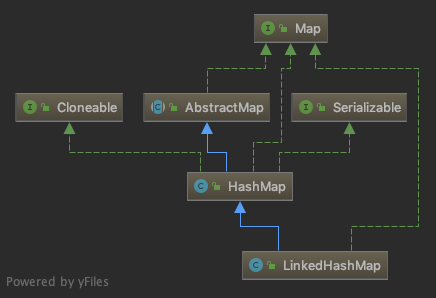 I Map
I Cloneable
C AbstractMap
I Serializable
C HashMap
C LinkedHashMap
Powered by yFiles